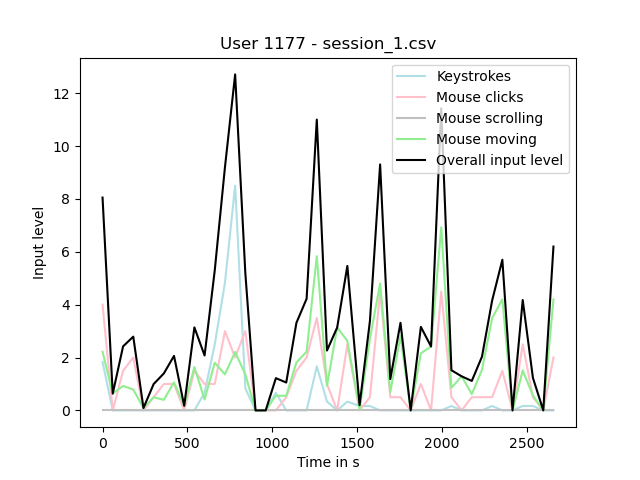 User 1177 - session_1.csv
Keystrokes
Mouse clicks
Mouse scrolling
Mouse moving
Overall input level
12
10
8
6
4
2
0
Input level
0
500
1000
1500
2000
2500
Time in s